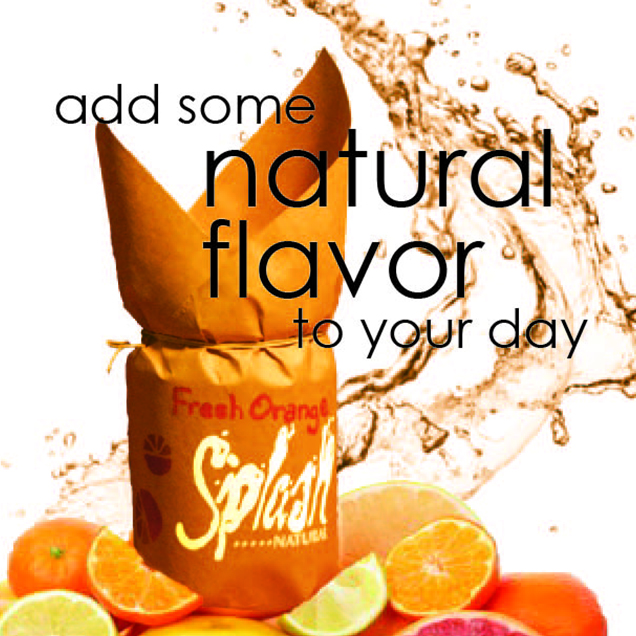 add some
natural
flavor
to your day
Fresh Orange
Splash
NATURAL